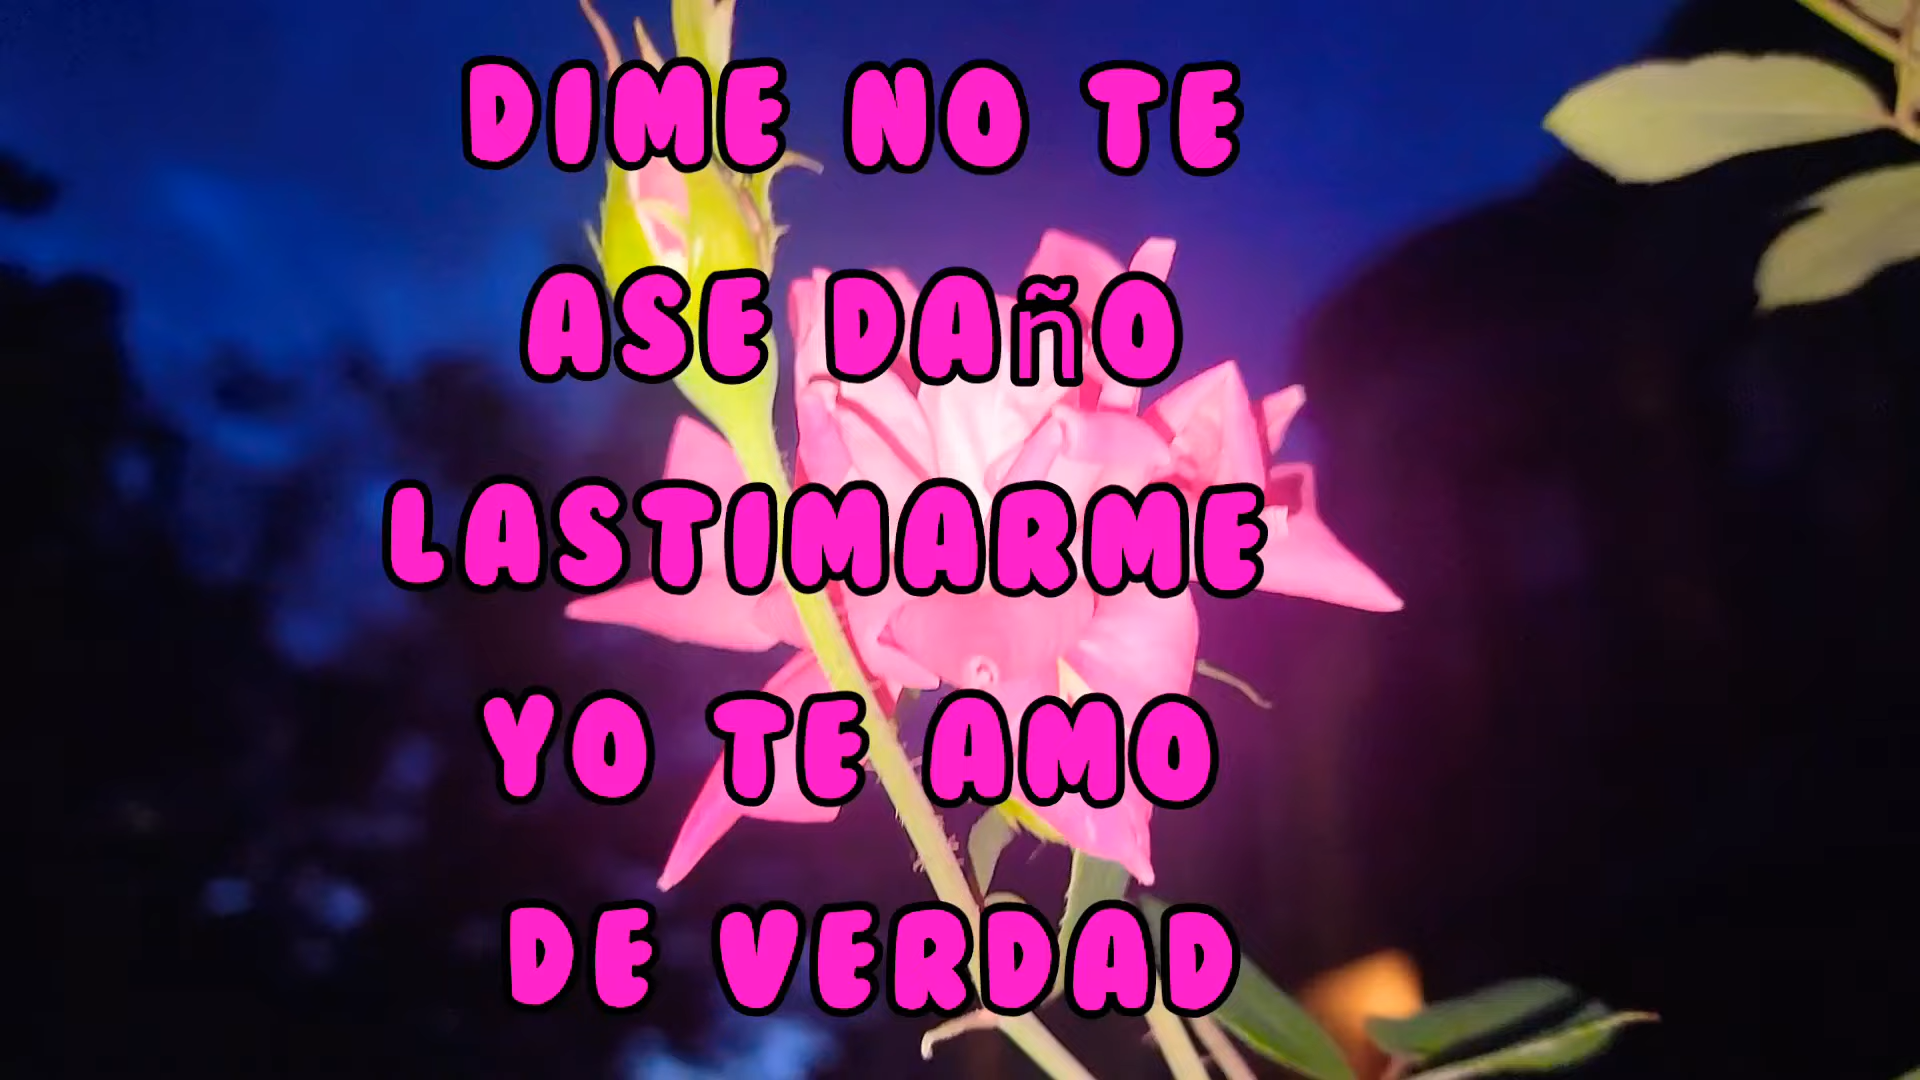 DIME NO TE
ASE DAñO
LASTIMARME
YO TE AMO
DE VERDAD